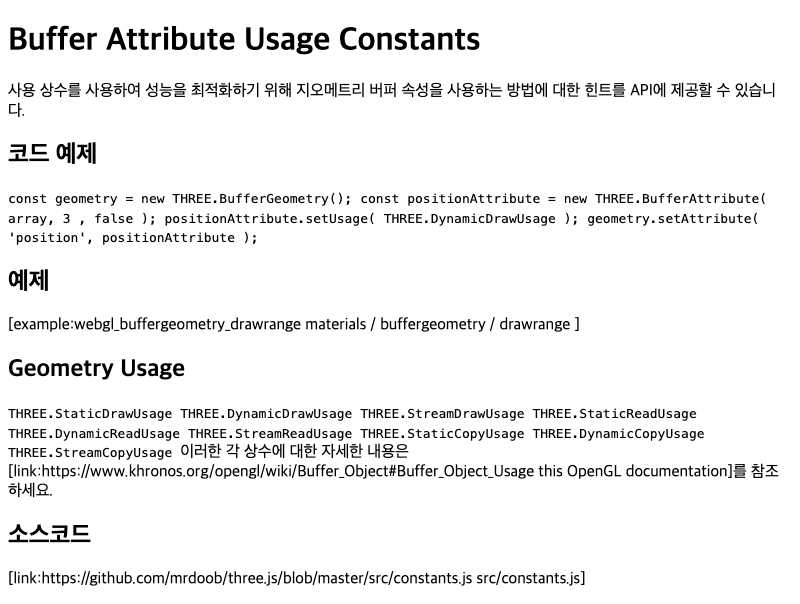 Buffer Attribute Usage Constants
사용 상수를 사용하여 성능을 최적화하기 위해 지오메트리 버퍼 속성을 사용하는 방법에 대한 힌트를 API에 제공할 수 있습니
다.
코드 예제
const geometry = new THREE.BufferGeometry(); const positionAttribute = new THREE.BufferAttribute(
array, 3 , false ); positionAttribute.setUsage( THREE.DynamicDrawUsage ); geometry.setAttribute(
'position', positionAttribute );
예제
[example:webgl_buffergeometry_drawrange materials / buffergeometry / drawrange ]
Geometry Usage
THREE.StaticDrawUsage THREE.DynamicDrawUsage THREE.StreamDrawUsage THREE.StaticReadUsage
THREE.DynamicReadUsage THREE.StreamReadUsage THREE.StaticCopyUsage THREE.DynamicCopyUsage
THREE.StreamCopyUsage 이러한 각 상수에 대한 자세한 내용은
[link:https://www.khronos.org/opengl/wiki/Buffer_Object#Buffer_Object_Usage this OpenGL documentation]를 참조
하세요.
소스코드
[link:https://github.com/mrdoob/three.js/blob/master/src/constants.js src/constants.js]